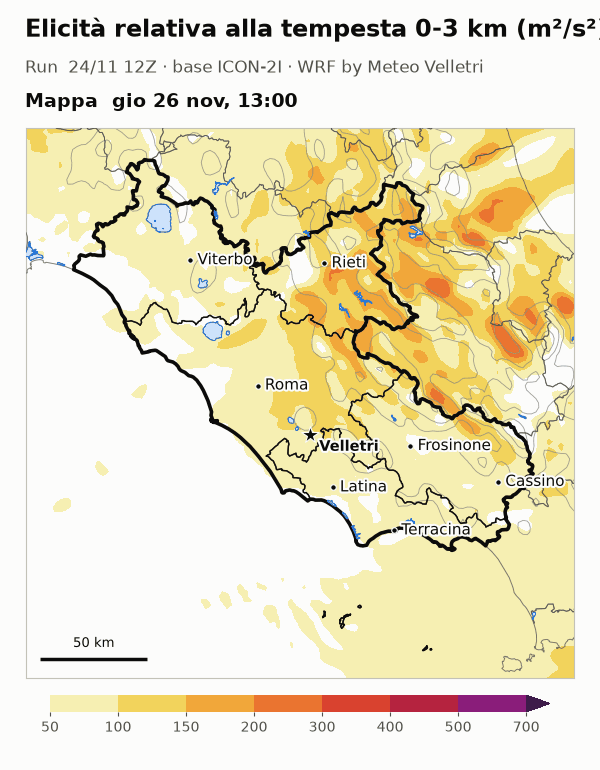 Elicità relativa alla tempesta 0-3 km (m²/s²)
Run 24/11 12Z · base ICON-2I · WRF by Meteo Velletri
Mappa gio 26 nov, 13:00
Viterbo
Rieti
Roma
Velletri
Frosinone
Latina
Cassino
Terracina
50 km
50 100 150 200 300 400 500 700